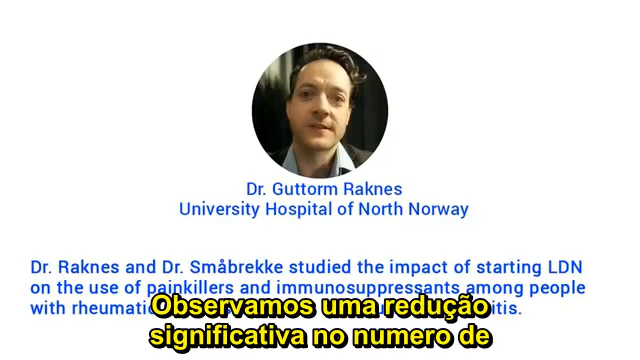 Dr. Guttorm Raknes
University Hospital of North Norway
Dr. Raknes and Dr. Småbrekke studied the impact of starting LDN
on the use of painkillers and immunosuppressants among people
with rheumatic
Observamos uma redução
significativa no numero de